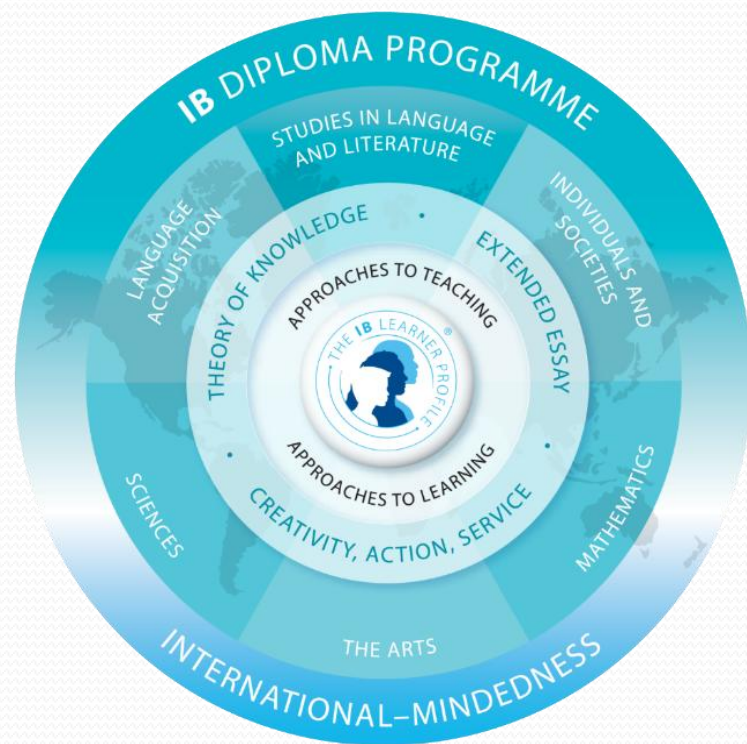 IB DIPLOMA PROGRAMME
STUDIES IN LANGUAGE
AND LITERATURE
LANGUAGE
ACQUISITION
INDIVIDUALS AND
SOCIETIES
THEORY OF KNOWLEDGE
EXTENDED ESSAY
APPROACHES TO TEACHING
THE IB LEARNER PROFILE®
APPROACHES TO LEARNING
CREATIVITY, ACTION, SERVICE
SCIENCES
MATHEMATICS
THE ARTS
INTERNATIONAL–MINDEDNESS